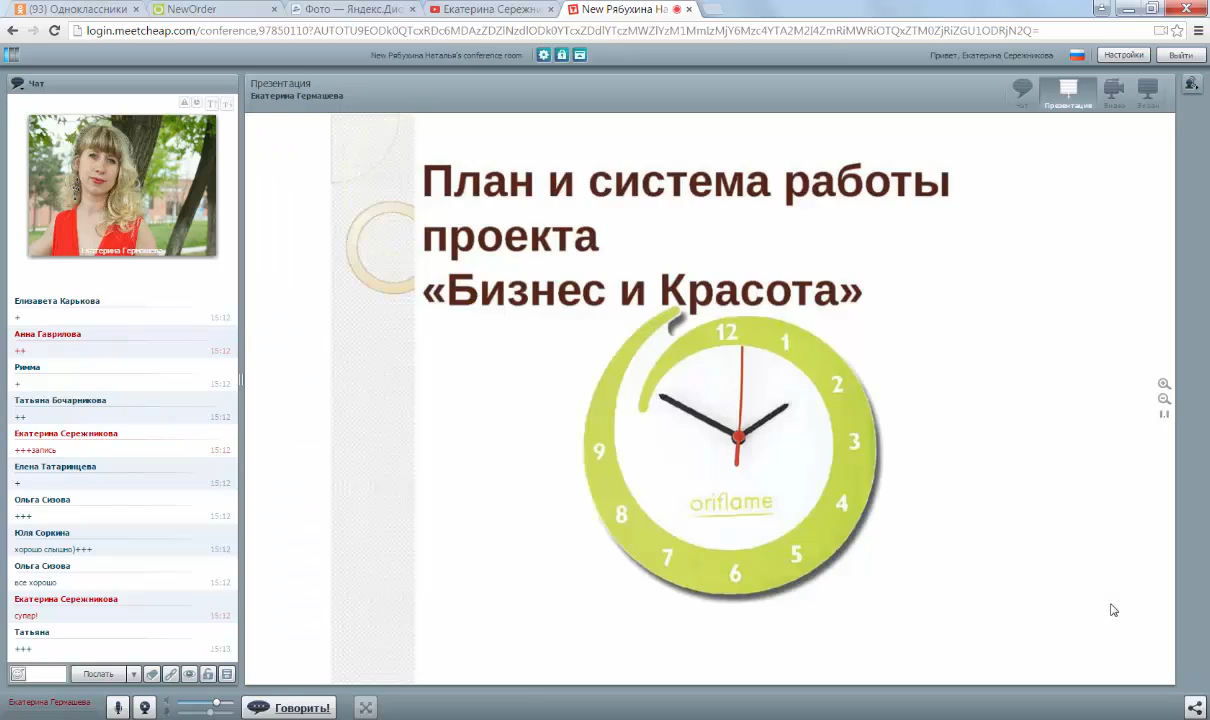 (93) Одноклассники
NewOrder
Фото — Яндекс.Дис
Екатерина Сережни
New Рябухина На
login.meetcheap.com/conference,97850110?AUTOTU9EODk0QTcxRDc6MDAzZDZlNzdlODk0YTcxZDdlYTczMWZlYzM1MmIzMjY6Mzc4YTA2M2I4ZmRiMWRiOTQxZTM0ZjRiZGU1ODRjN2Q=
New Рябухина Наталья's conference room
Привет, Екатерина Сережникова
Настройки
Выйти
Чат
Презентация
Екатерина Гермашева
Чат
Презентация
Видео
Экран
Екатерина Гермашева
Елизавета Карькова
+ 15:12
Анна Гаврилова
++ 15:12
Римма
+ 15:12
Татьяна Бочарникова
++ 15:12
Екатерина Сережникова
+++запись 15:12
Елена Татаринцева
+ 15:12
Ольга Сизова
+++ 15:12
Юля Соркина
хорошо слышно)+++ 15:12
Ольга Сизова
все хорошо 15:12
Екатерина Сережникова
супер! 15:12
Татьяна
+++ 15:13
Послать
План и система работы
проекта
«Бизнес и Красота»
12
1
2
3
4
5
6
7
8
9
oriflame
1:1
Екатерина Гермашева
Говорить!